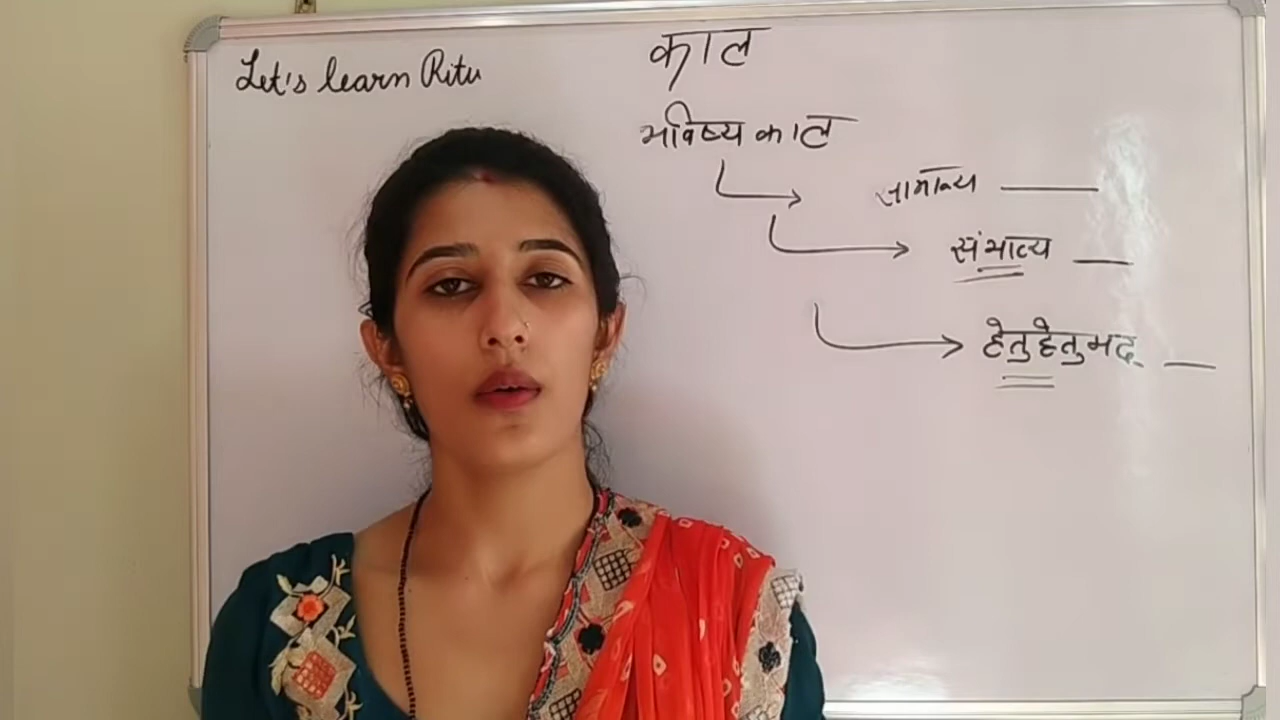 Let's learn Ritu
काल
भविष्य काल
सामान्य
संभाव्य
हेतुहेतुमद्